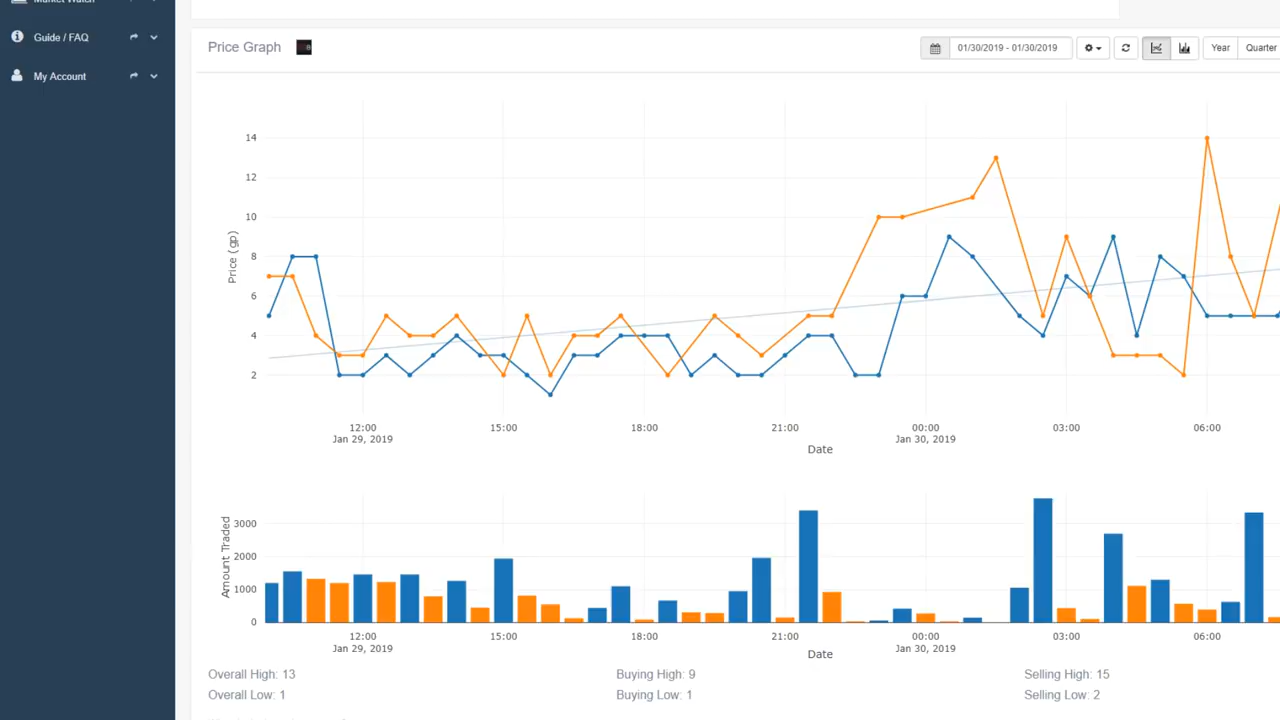 Market Watch
Guide / FAQ
My Account
Price Graph
01/30/2019 - 01/30/2019
Year
Quarter
14
12
10
8
6
4
2
Price (gp)
12:00
Jan 29, 2019
15:00
18:00
21:00
00:00
Jan 30, 2019
03:00
06:00
Date
3000
2000
1000
0
Amount Traded
12:00
Jan 29, 2019
15:00
18:00
21:00
00:00
Jan 30, 2019
03:00
06:00
Date
Overall High: 13
Buying High: 9
Selling High: 15
Overall Low: 1
Buying Low: 1
Selling Low: 2